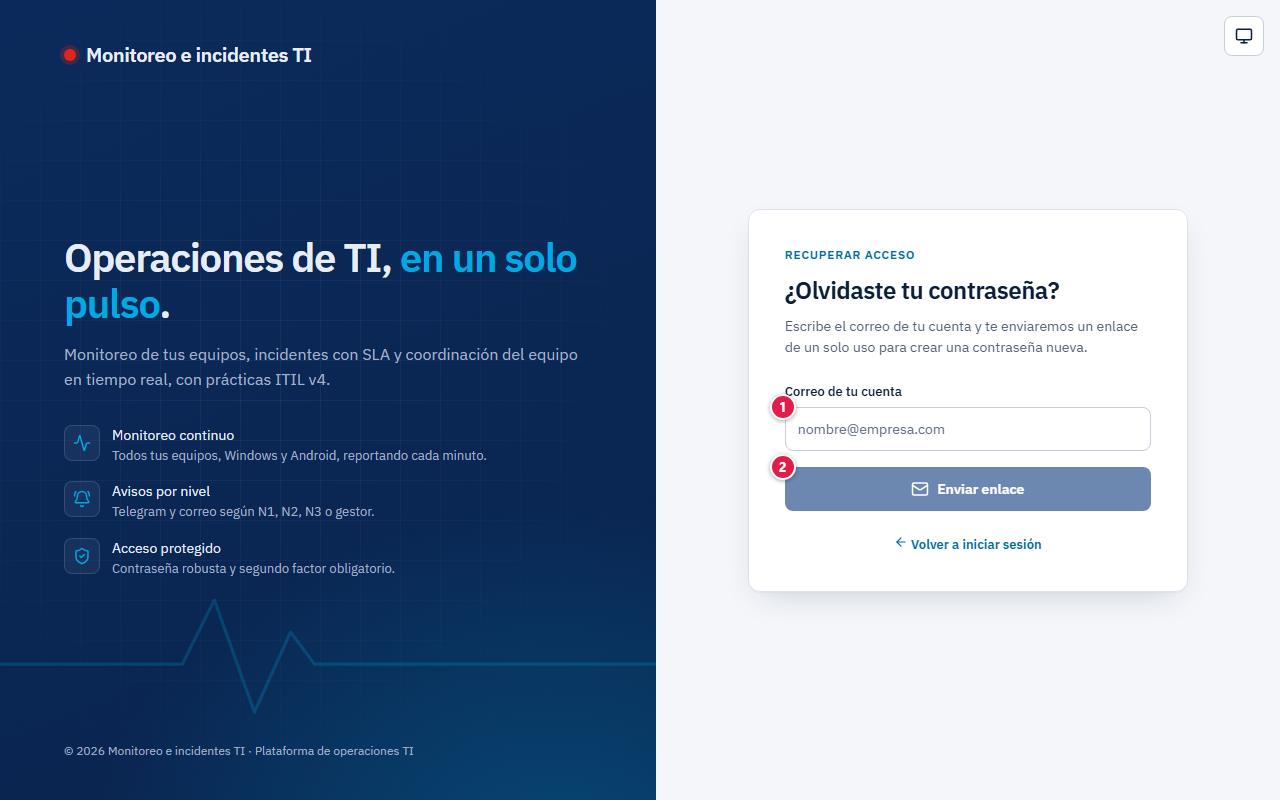 Monitoreo e incidentes TI
Operaciones de TI, en un solo
pulso.
Monitoreo de tus equipos, incidentes con SLA y coordinación del equipo
en tiempo real, con prácticas ITIL v4.
Monitoreo continuo
Todos tus equipos, Windows y Android, reportando cada minuto.
Avisos por nivel
Telegram y correo según N1, N2, N3 o gestor.
Acceso protegido
Contraseña robusta y segundo factor obligatorio.
© 2026 Monitoreo e incidentes TI · Plataforma de operaciones TI
RECUPERAR ACCESO
¿Olvidaste tu contraseña?
Escribe el correo de tu cuenta y te enviaremos un enlace
de un solo uso para crear una contraseña nueva.
Correo de tu cuenta
1
nombre@empresa.com
2
Enviar enlace
← Volver a iniciar sesión